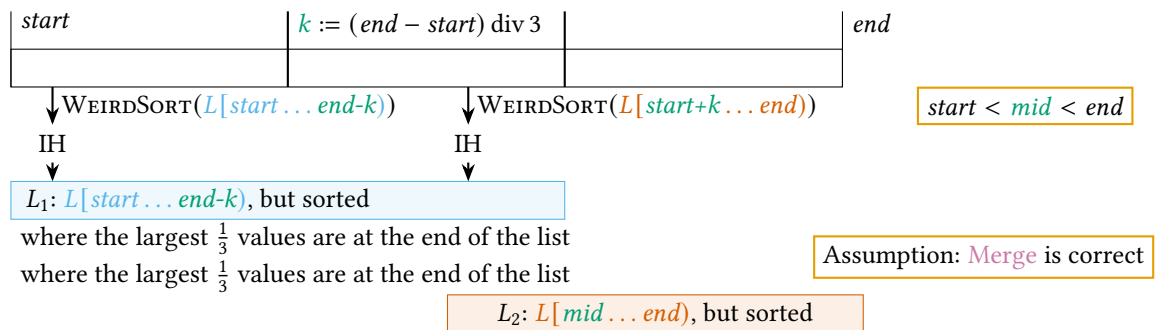 start k := (end − start) div 3 end
WEIRDSORT(L[start … end-k)) WEIRDSORT(L[start+k … end))
start < mid < end
IH IH
L₁: L[start … end-k), but sorted
where the largest 1/3 values are at the end of the list
Assumption: Merge is correct
where the largest 1/3 values are at the end of the list
L₂: L[mid … end), but sorted